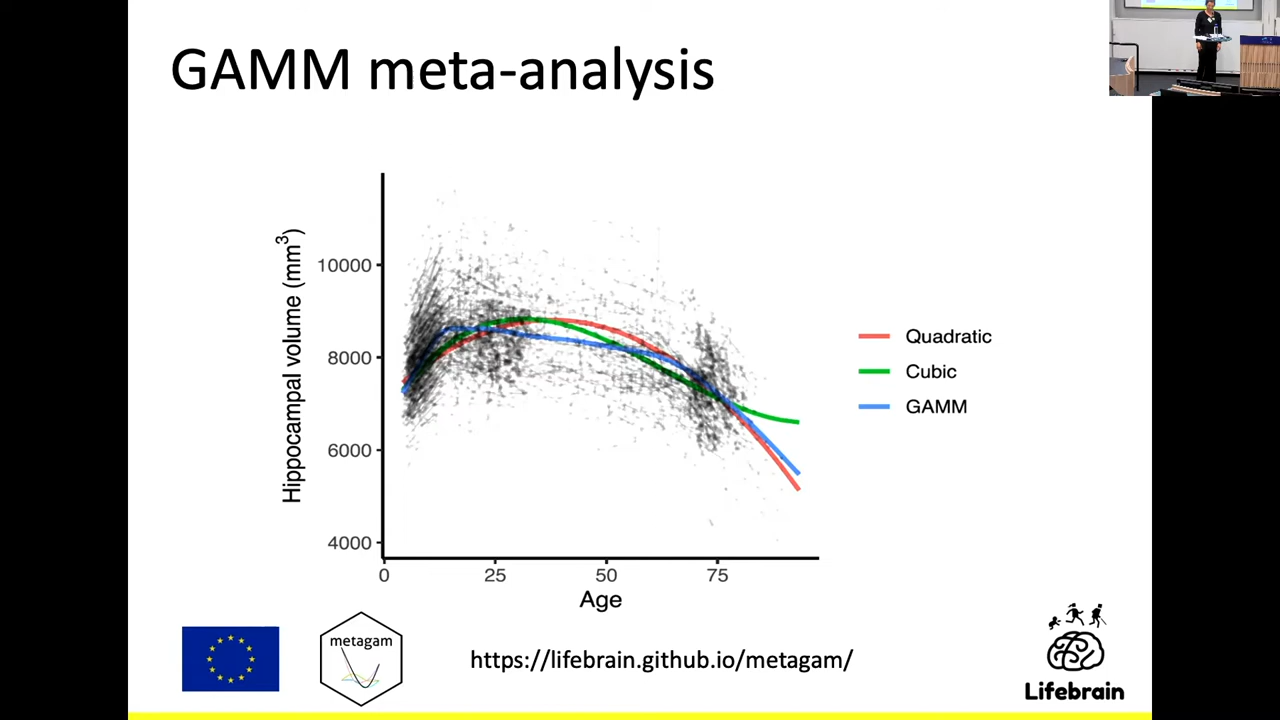 GAMM meta-analysis
Hippocampal volume (mm³)
10000
8000
6000
4000
0
25
50
75
Age
Quadratic
Cubic
GAMM
metagam
https://lifebrain.github.io/metagam/
Lifebrain